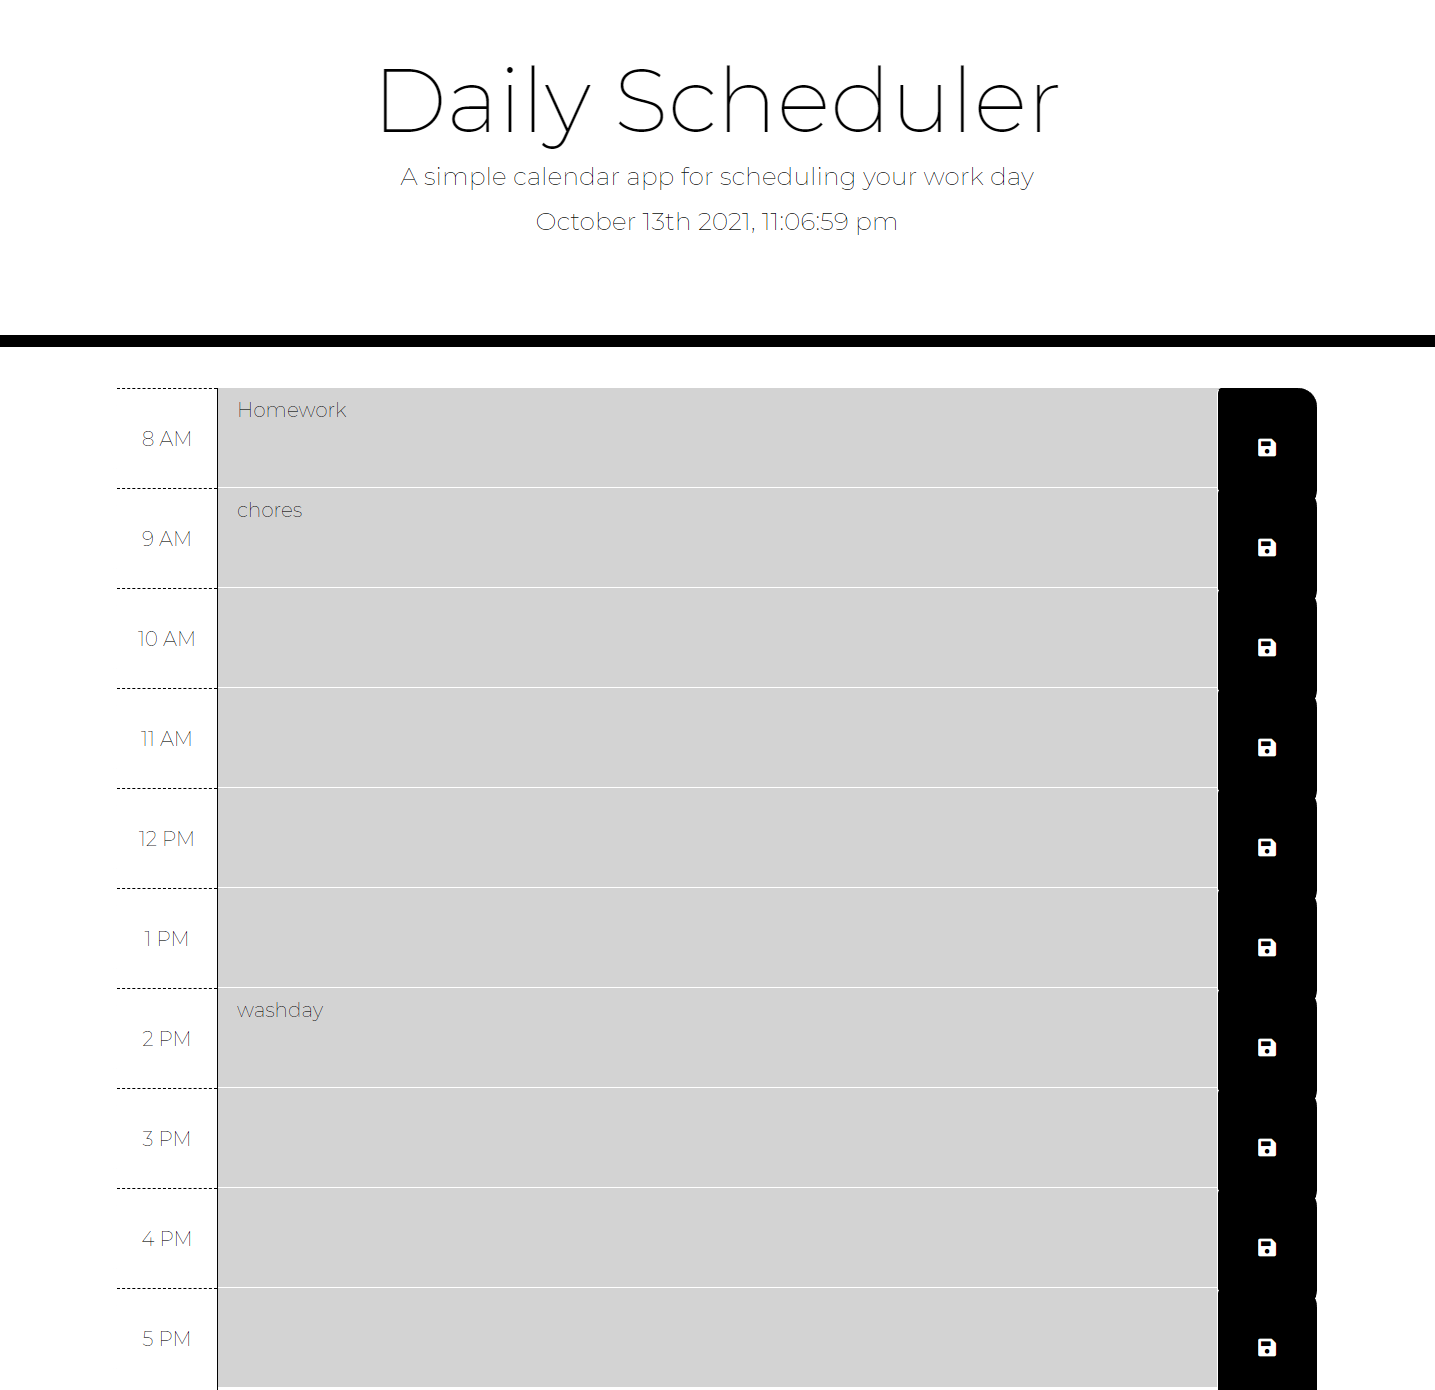 Daily Scheduler
A simple calendar app for scheduling your work day
October 13th 2021, 11:06:59 pm
8 AM
Homework
9 AM
chores
10 AM
11 AM
12 PM
1 PM
2 PM
washday
3 PM
4 PM
5 PM